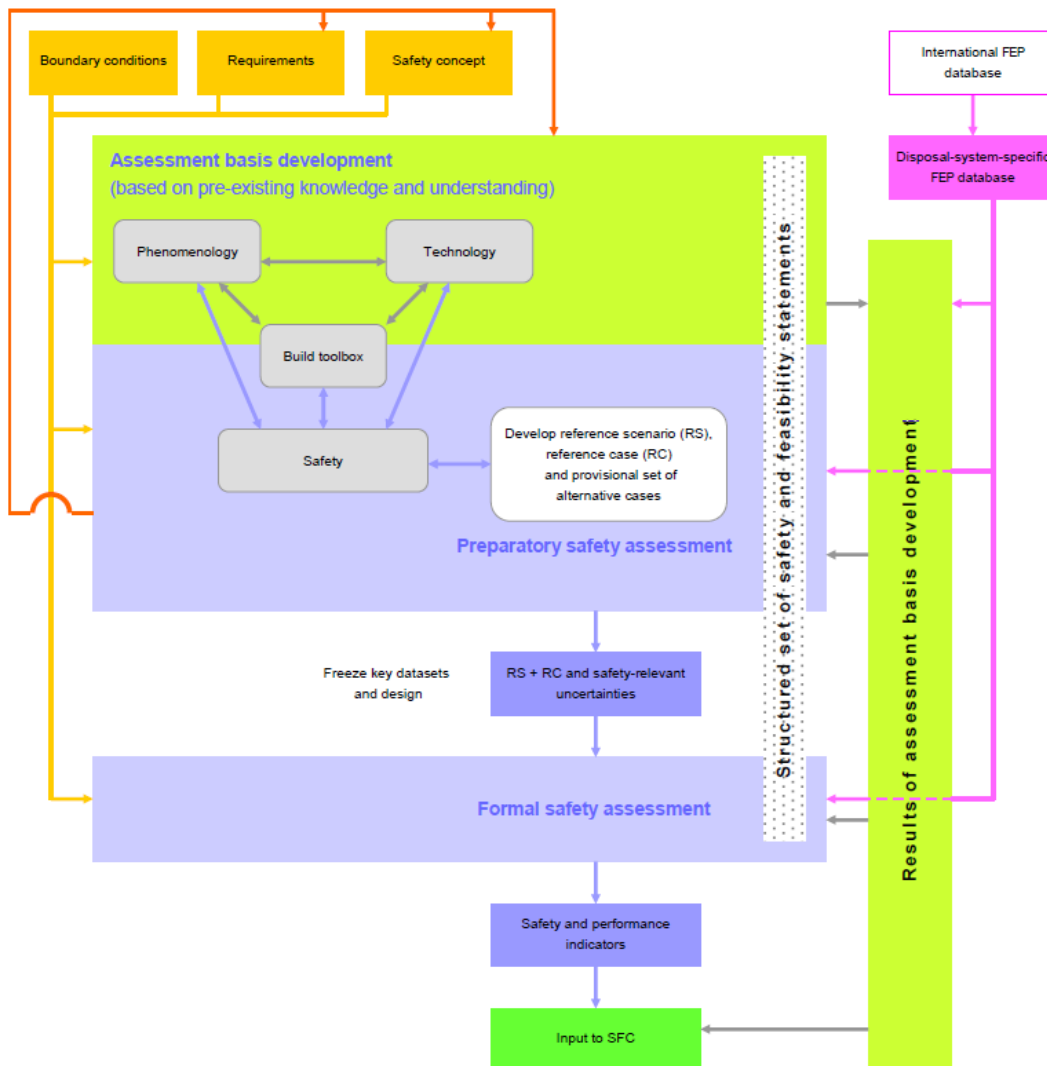 Boundary conditions
Requirements
Safety concept
International FEP
database
Assessment basis development
(based on pre-existing knowledge and understanding)
Disposal-system-specific
FEP database
Phenomenology
Technology
Build toolbox
Safety
Develop reference scenario (RS),
reference case (RC)
and provisional set of
alternative cases
Preparatory safety assessment
Structured set of safety and feasibility statements
Results of assessment basis development
Freeze key datasets
and design
RS + RC and safety-relevant
uncertainties
Formal safety assessment
Safety and performance
indicators
Input to SFC